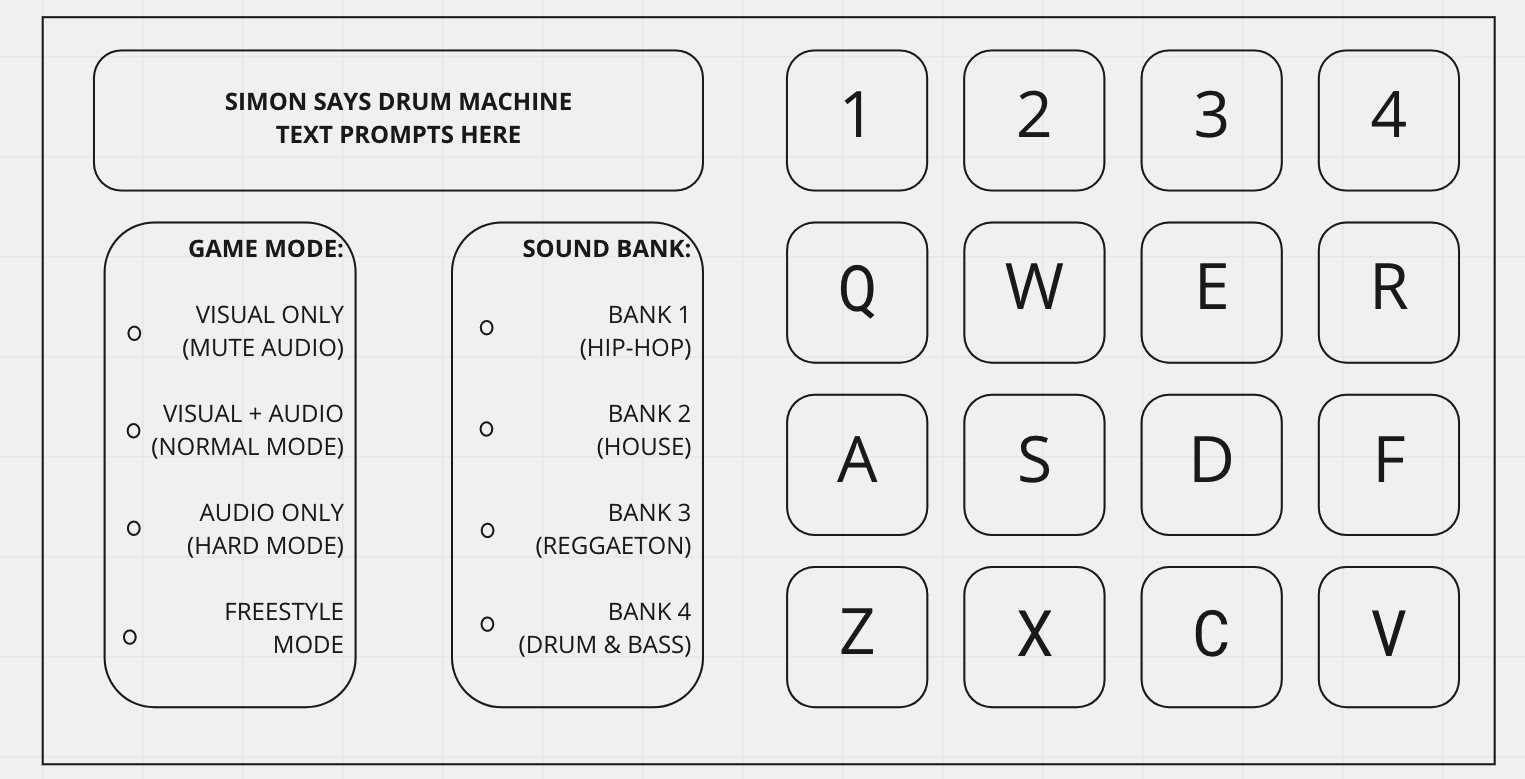 SIMON SAYS DRUM MACHINE
TEXT PROMPTS HERE
GAME MODE:
VISUAL ONLY
(MUTE AUDIO)
VISUAL + AUDIO
(NORMAL MODE)
AUDIO ONLY
(HARD MODE)
FREESTYLE
MODE
SOUND BANK:
BANK 1
(HIP-HOP)
BANK 2
(HOUSE)
BANK 3
(REGGAETON)
BANK 4
(DRUM & BASS)
1 2 3 4
Q W E R
A S D F
Z X C V